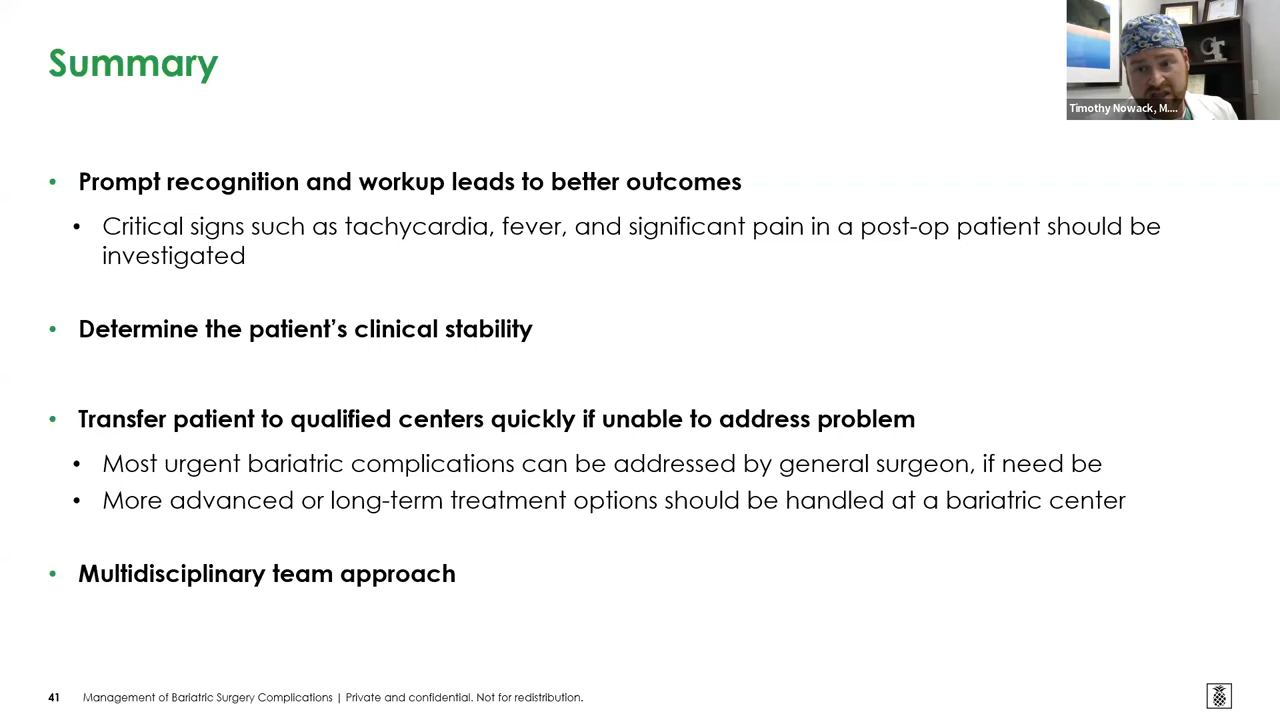 Summary
Timothy Nowack, M....
• Prompt recognition and workup leads to better outcomes
• Critical signs such as tachycardia, fever, and significant pain in a post-op patient should be
investigated
• Determine the patient’s clinical stability
• Transfer patient to qualified centers quickly if unable to address problem
• Most urgent bariatric complications can be addressed by general surgeon, if need be
• More advanced or long-term treatment options should be handled at a bariatric center
• Multidisciplinary team approach
41 Management of Bariatric Surgery Complications | Private and confidential. Not for redistribution.